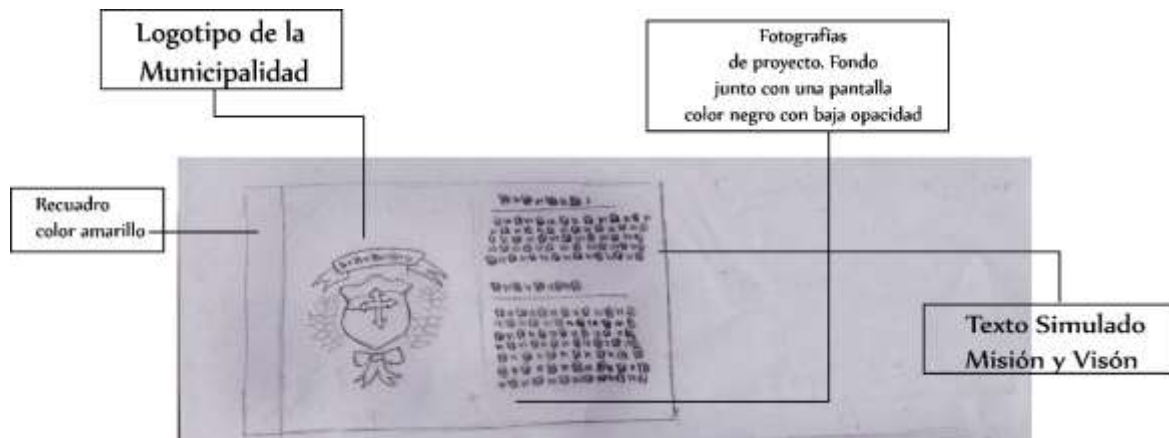 Logotipo de la
Municipalidad
Fotografías
de proyecto. Fondo
junto con una pantalla
color negro con baja opacidad
Recuadro
color amarillo
Texto Simulado
Misión y Visón